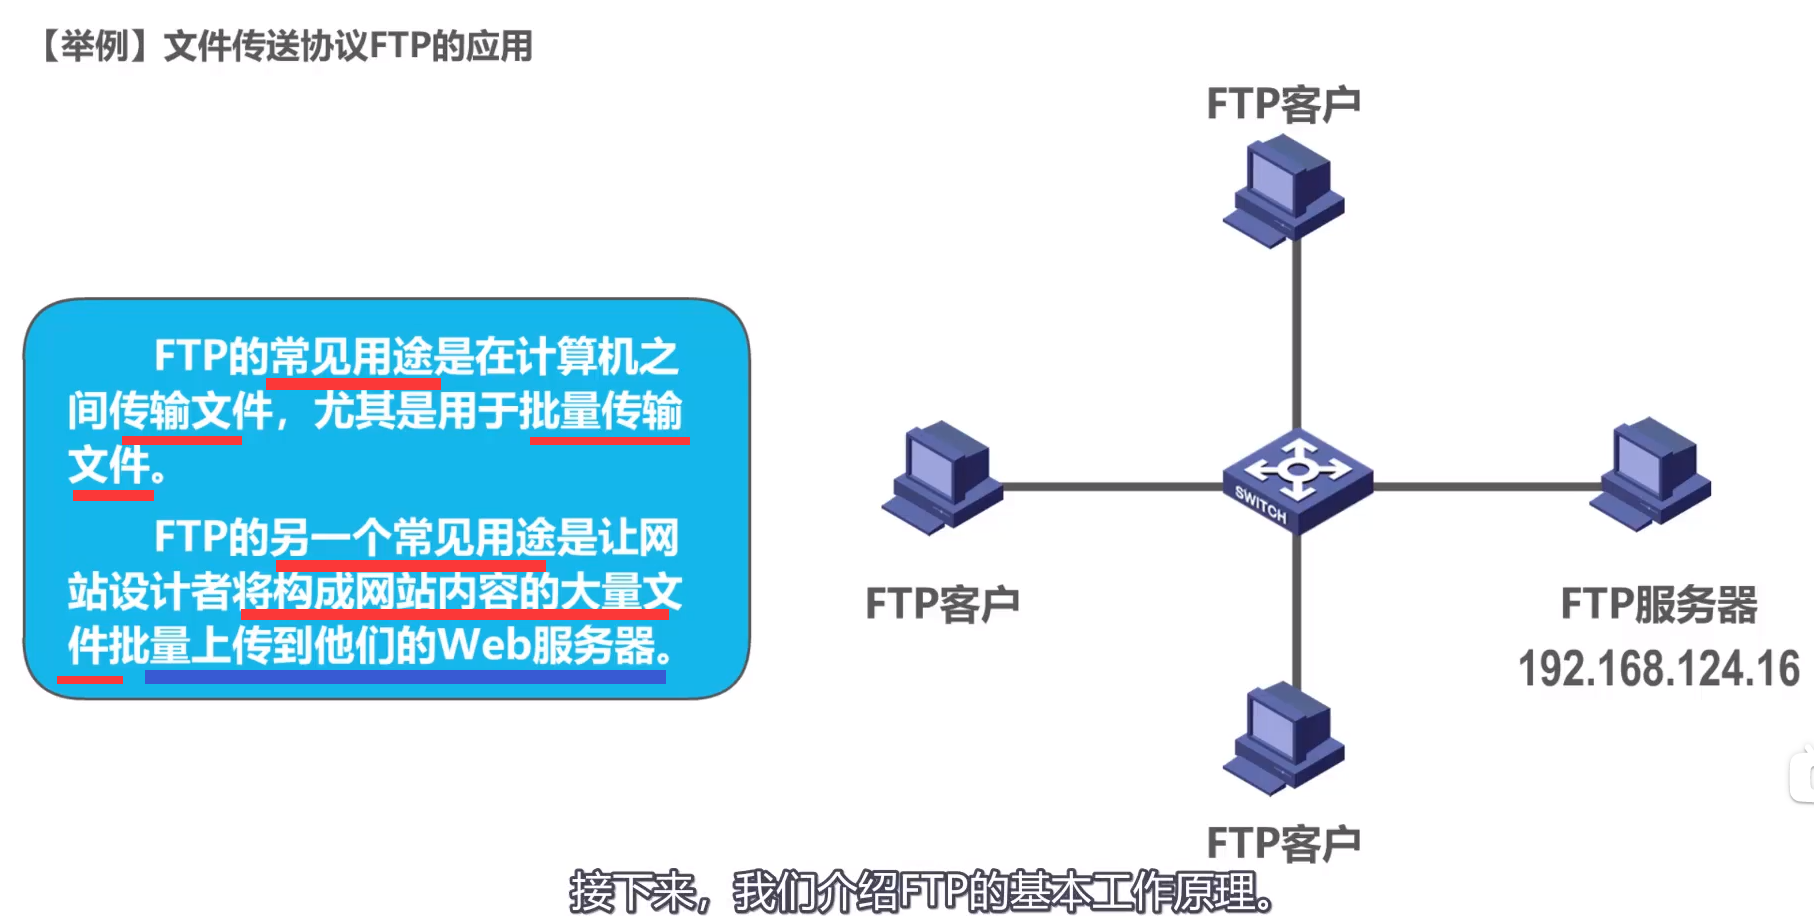 【举例】文件传送协议FTP的应用
FTP客户
FTP的常见用途是在计算机之
间传输文件，尤其是用于批量传输
文件。
FTP的另一个常见用途是让网
站设计者将构成网站内容的大量文
件批量上传到他们的Web服务器。
SWITCH
FTP客户
FTP服务器
192.168.124.16
FTP客户
接下来，我们介绍FTP的基本工作原理。